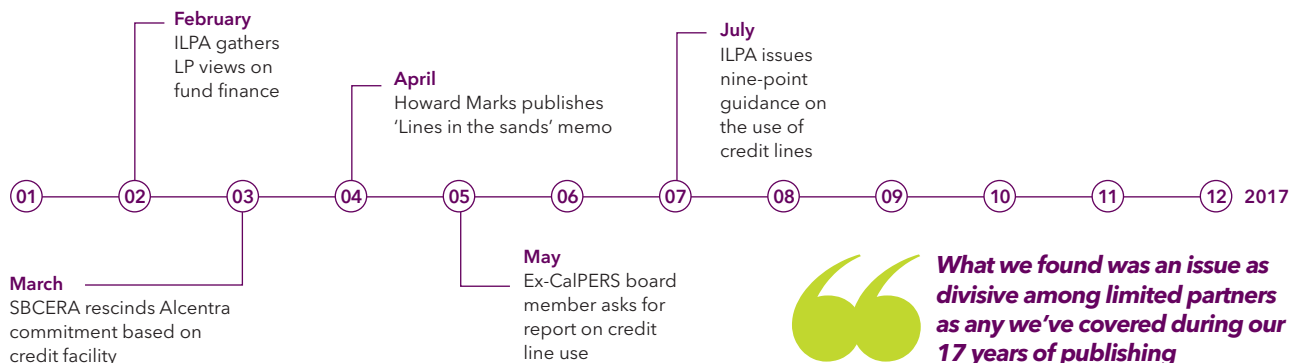 February
ILPA gathers
LP views on
fund finance
April
Howard Marks publishes
‘Lines in the sands’ memo
July
ILPA issues
nine-point
guidance on
the use of
credit lines
01 02 03 04 05 06 07 08 09 10 11 12 2017
March
SBCERA rescinds Alcentra
commitment based on
credit facility
May
Ex-CalPERS board
member asks for
report on credit
line use
What we found was an issue as
divisive among limited partners
as any we’ve covered during our
17 years of publishing